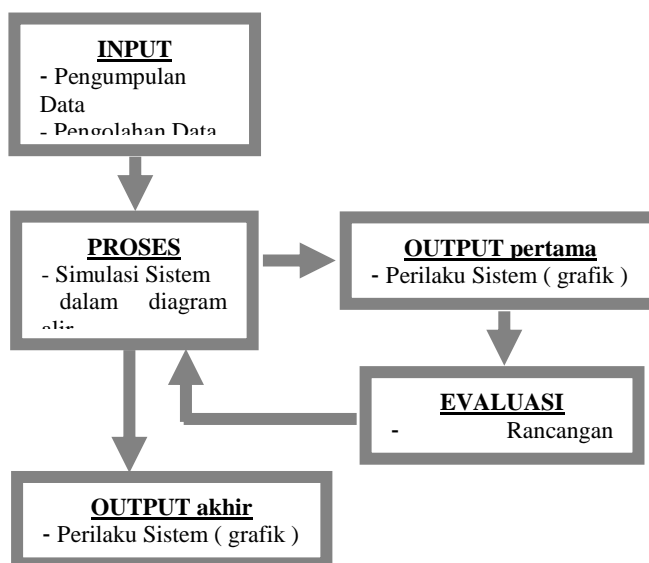 INPUT
- Pengumpulan
Data
- Pengolahan Data
PROSES
- Simulasi Sistem
dalam diagram
alir
OUTPUT pertama
- Perilaku Sistem ( grafik )
EVALUASI
- Rancangan
OUTPUT akhir
- Perilaku Sistem ( grafik )